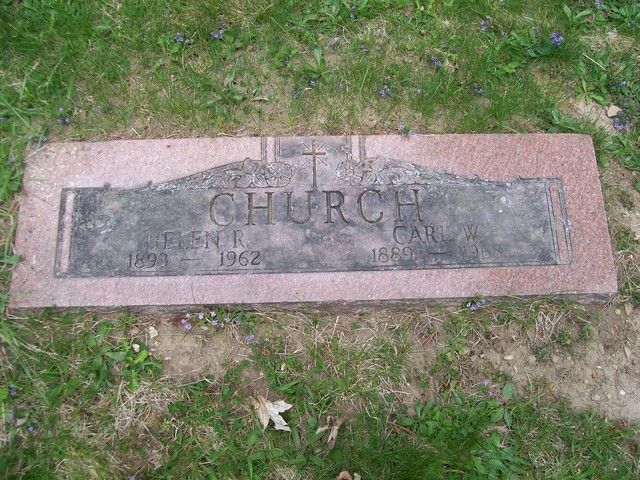 CHURCH
HELEN R. CARL W.
1893 — 1962 1889 —